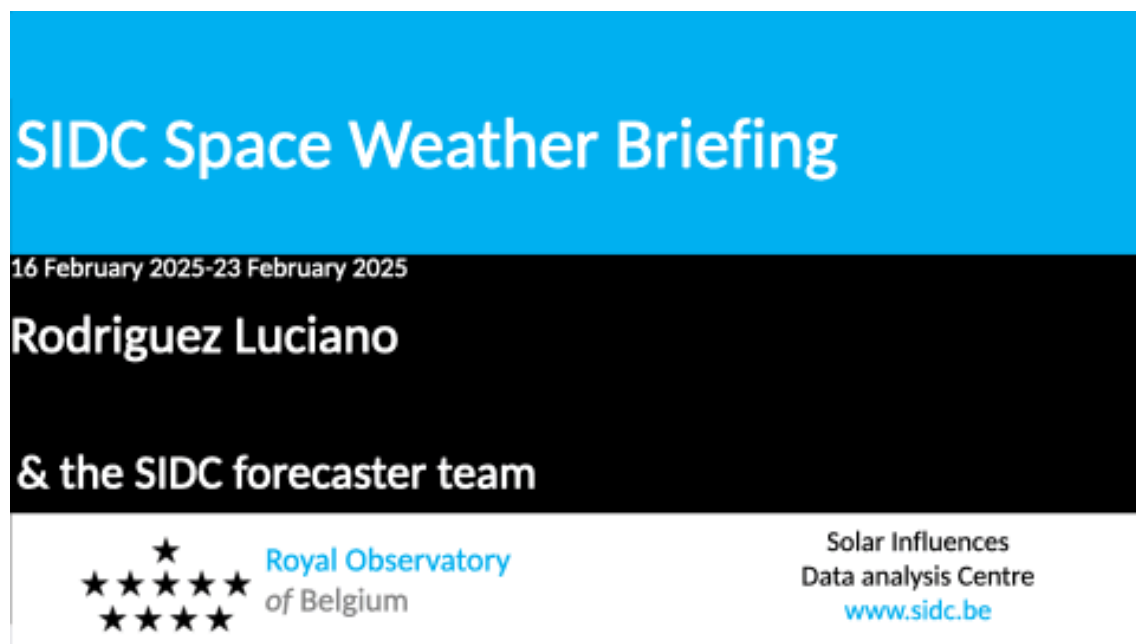 SIDC Space Weather Briefing
16 February 2025-23 February 2025
Rodriguez Luciano
& the SIDC forecaster team
Royal Observatory
of Belgium
Solar Influences
Data analysis Centre
www.sidc.be